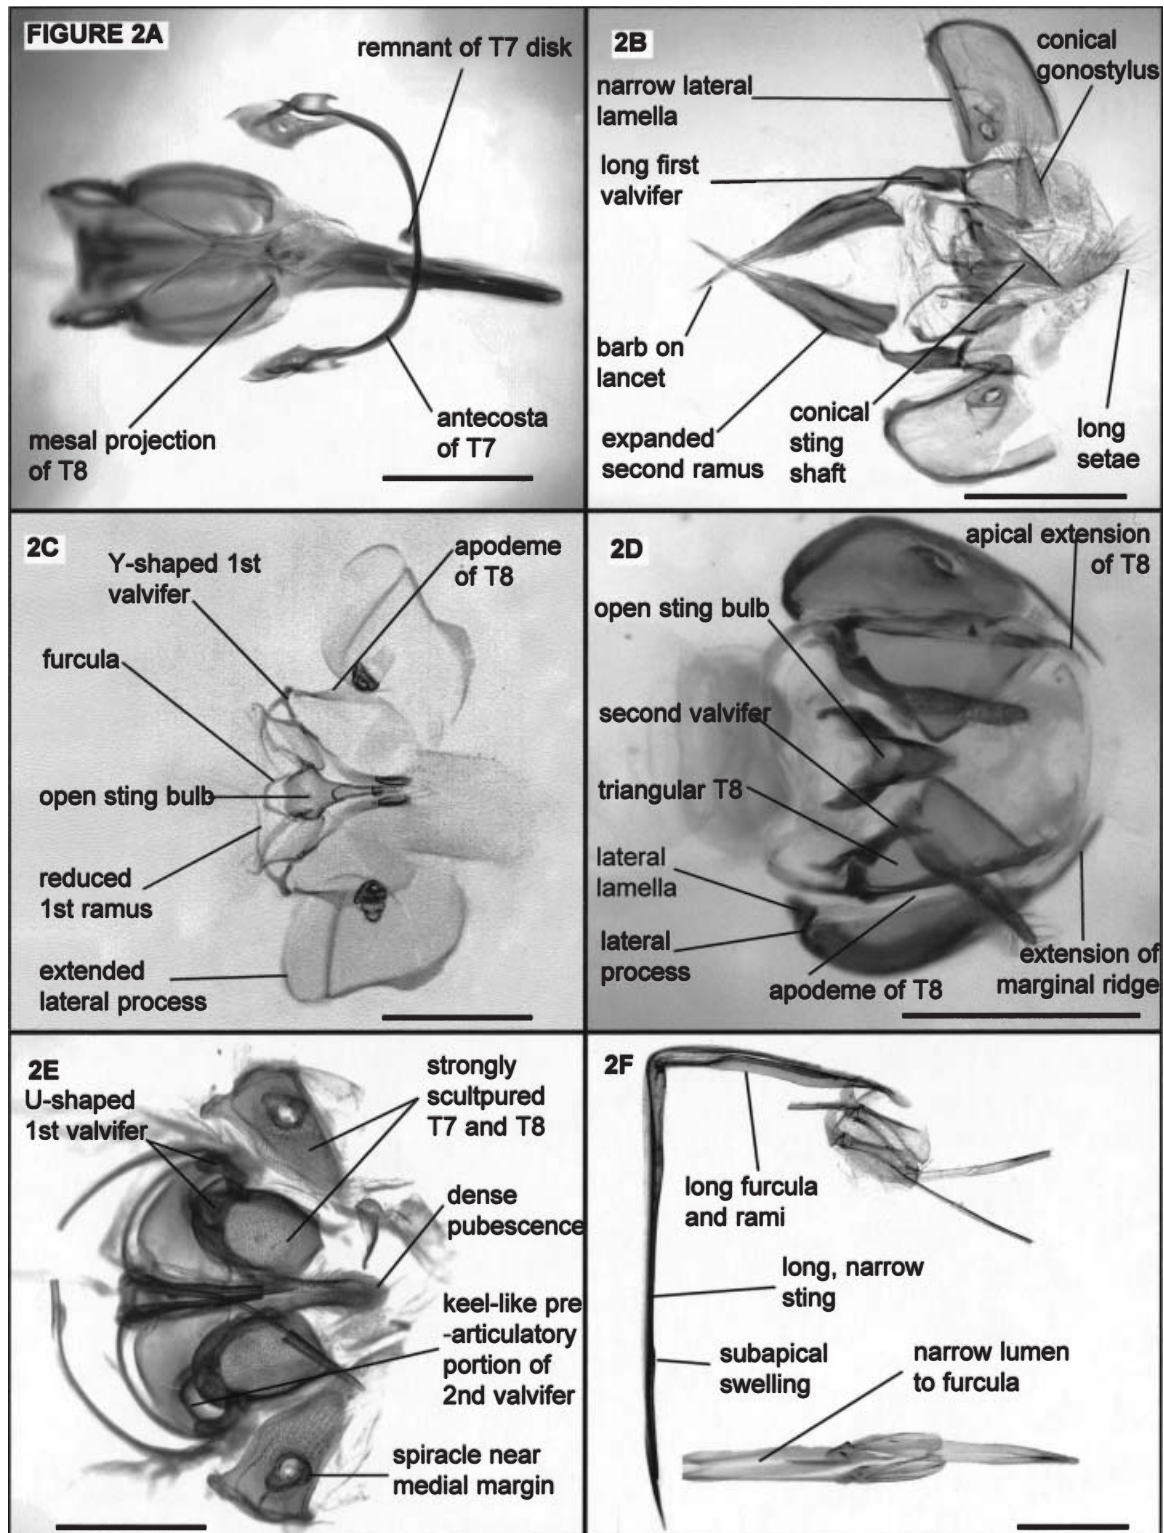 FIGURE 2A
remnant of T7 disk
mesal projection
of T8
antecosta
of T7
2B
conical
gonostylus
narrow lateral
lamella
long first
valvifer
barb on
lancet
expanded
second ramus
conical
sting
shaft
long
setae
2C
Y-shaped 1st
valvifer
apodeme
of T8
furcula
open sting bulb
reduced
1st ramus
extended
lateral process
2D
apical extension
of T8
open sting bulb
second valvifer
triangular T8
lateral
lamella
lateral
process
apodeme of T8
extension of
marginal ridge
2E
U-shaped
1st valvifer
strongly
scultpured
T7 and T8
dense
pubescence
keel-like pre
-articulatory
portion of
2nd valvifer
spiracle near
medial margin
2F
long furcula
and rami
long, narrow
sting
subapical
swelling
narrow lumen
to furcula